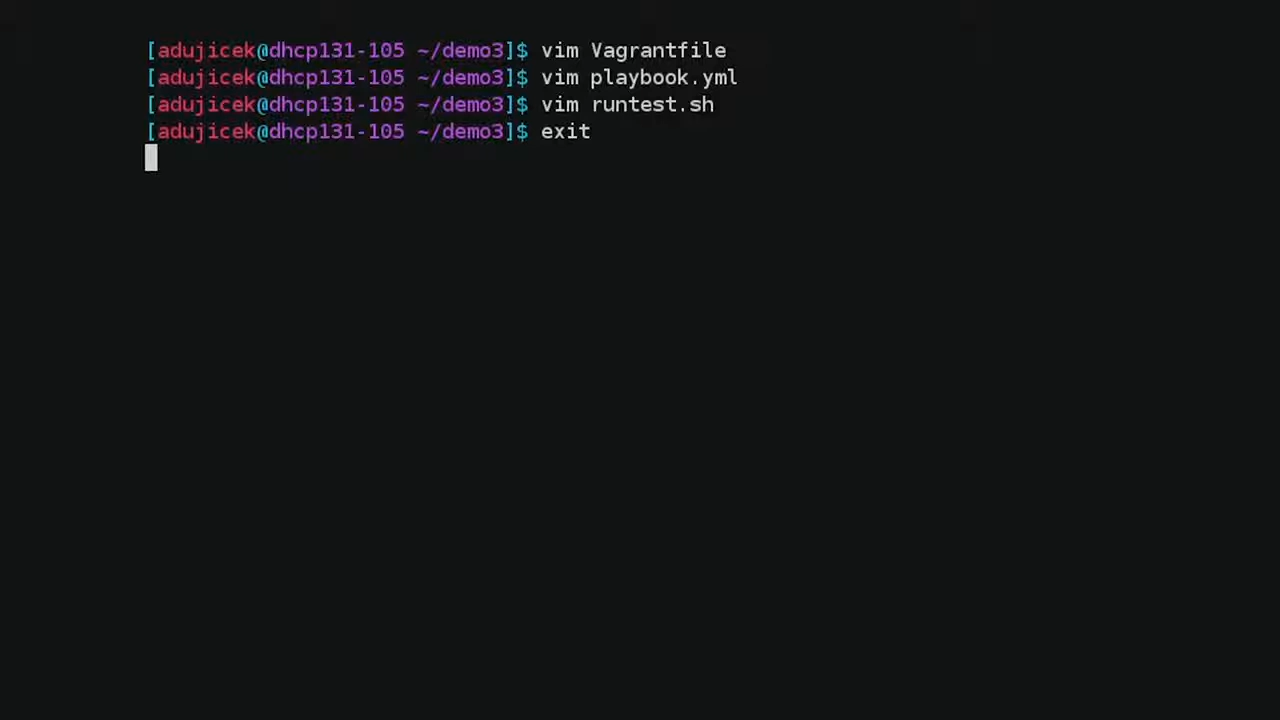 [adujicek@dhcp131-105 ~/demo3]$ vim Vagrantfile
[adujicek@dhcp131-105 ~/demo3]$ vim playbook.yml
[adujicek@dhcp131-105 ~/demo3]$ vim runtest.sh
[adujicek@dhcp131-105 ~/demo3]$ exit